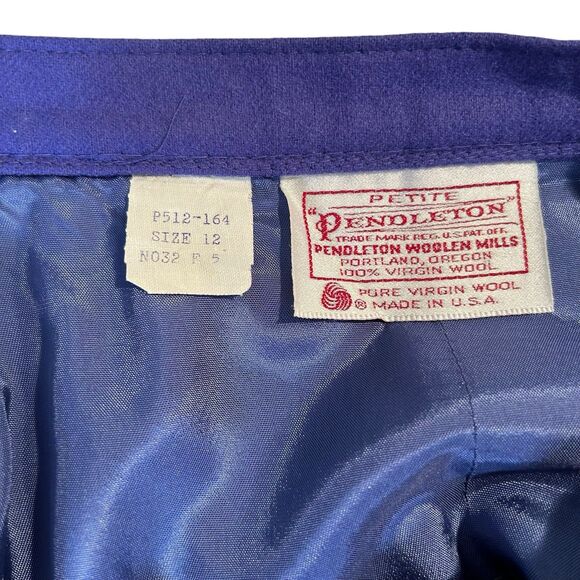 P512-164
SIZE 12
N032 F 5
PETITE
"PENDLETON"
TRADE MARK REG. U.S. PAT. OFF.
PENDLETON WOOLEN MILLS
PORTLAND, OREGON
100% VIRGIN WOOL
PURE VIRGIN WOOL
® MADE IN U.S.A.